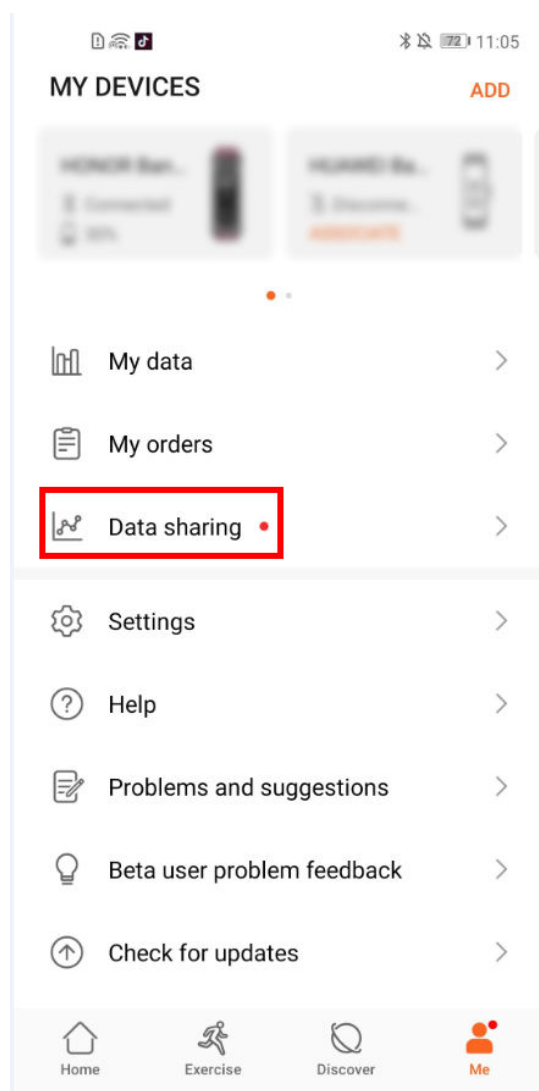 72 11:05
MY DEVICES
ADD
My data
My orders
Data sharing
Settings
Help
Problems and suggestions
Beta user problem feedback
Check for updates
Home
Exercise
Discover
Me